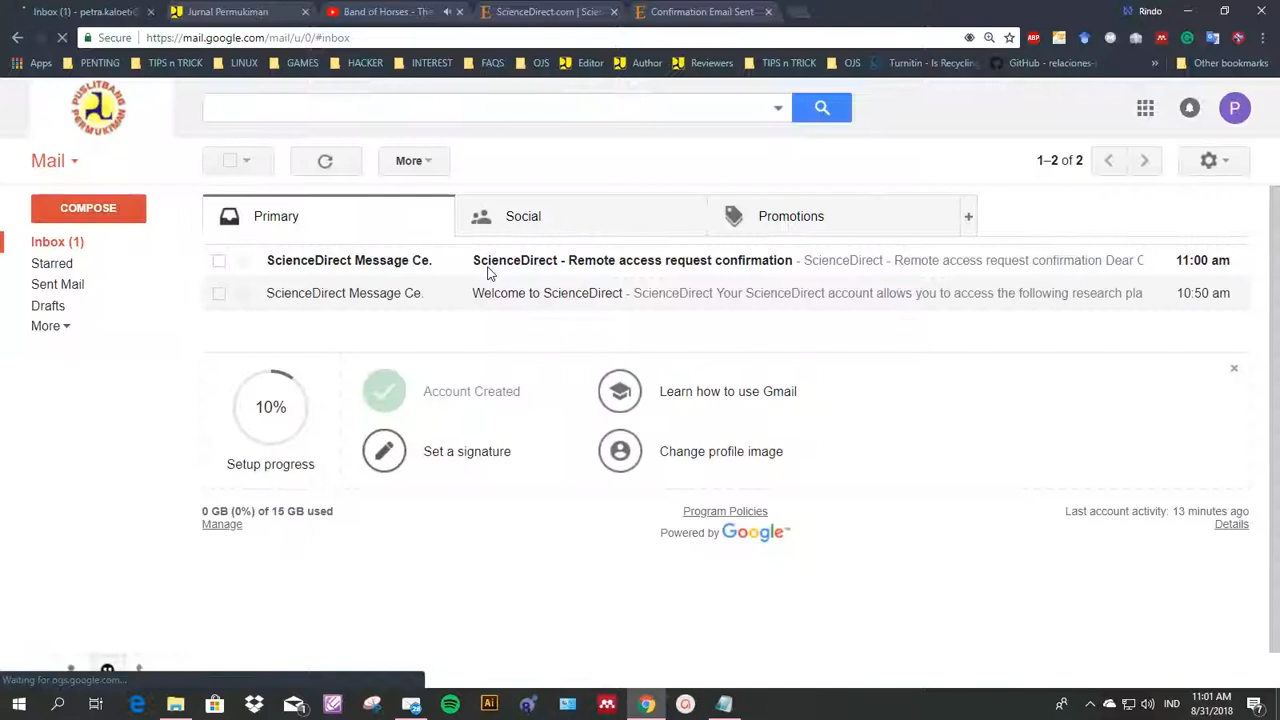 Inbox (1) - petra.kaloeti
Jurnal Permukiman
Band of Horses - The
ScienceDirect.com | Scie
Confirmation Email Sent
Rindo
Secure
https://mail.google.com/mail/u/0/#inbox
Apps
PENTING
TIPS n TRICK
LINUX
GAMES
HACKER
INTEREST
FAQS
OJS
Editor
Author
Reviewers
TIPS n TRICK
OJS
Turnitin - Is Recycling
GitHub - relaciones-i
Other bookmarks
PUSLITBANG
PERMUKIMAN
P
Mail
More
1–2 of 2
COMPOSE
Primary
Social
Promotions
Inbox (1)
Starred
Sent Mail
Drafts
More
ScienceDirect Message Ce.
ScienceDirect - Remote access request confirmation - ScienceDirect - Remote access request confirmation Dear
11:00 am
ScienceDirect Message Ce.
Welcome to ScienceDirect - ScienceDirect Your ScienceDirect account allows you to access the following research pla
10:50 am
10%
Setup progress
Account Created
Learn how to use Gmail
Set a signature
Change profile image
0 GB (0%) of 15 GB used
Manage
Program Policies
Powered by Google™
Last account activity: 13 minutes ago
Details
Waiting for ogs.google.com...
IND
11:01 AM
8/31/2018